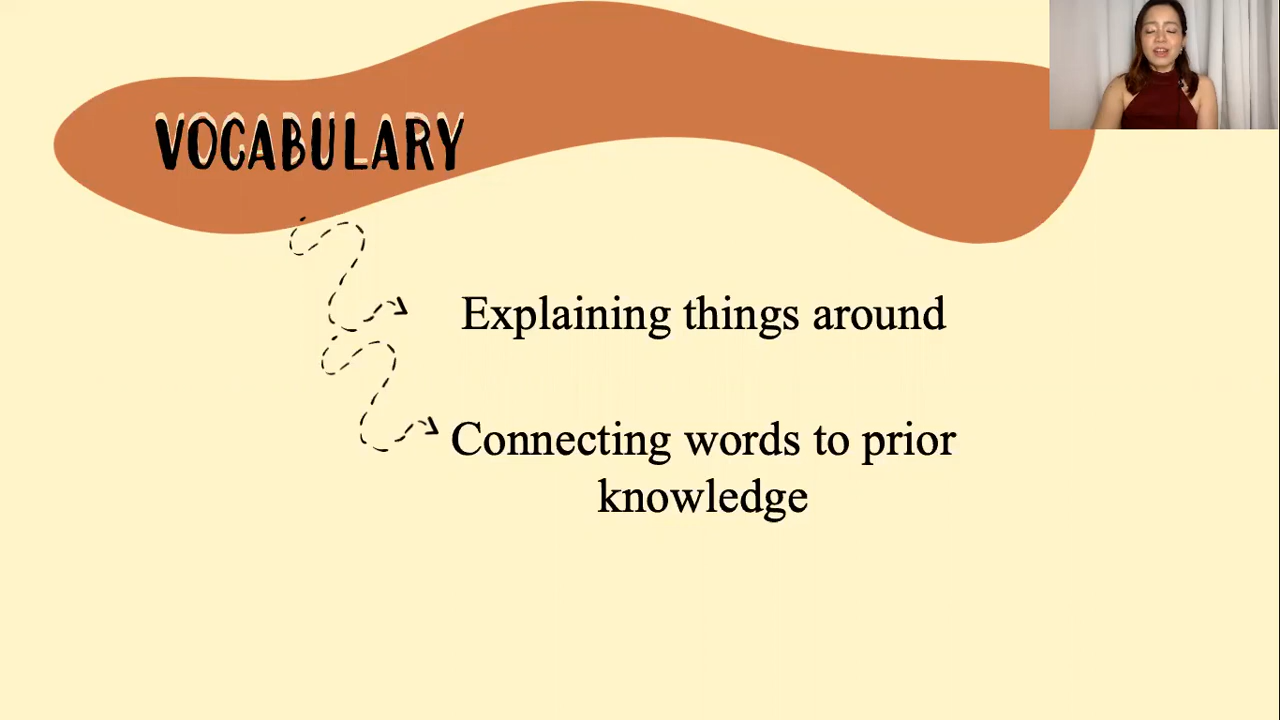 VOCABULARY
Explaining things around
Connecting words to prior
knowledge